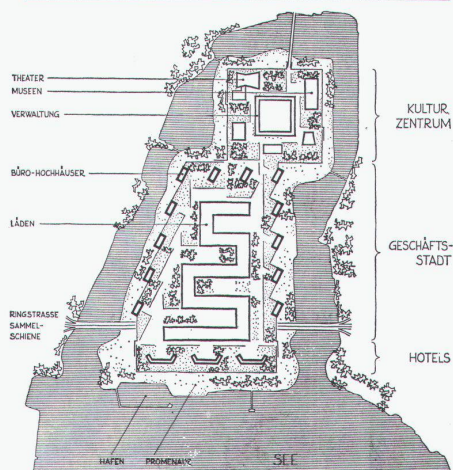 THEATER
MUSEEN
VERWALTUNG
BÜRO-HOCHHÄUSER
LÄDEN
RINGSTRASSE
SAMMEL-
SCHIENE
KULTUR
ZENTRUM
GESCHÄFTS-
STADT
HOTELS
HAFEN
PROMENADE
SEE